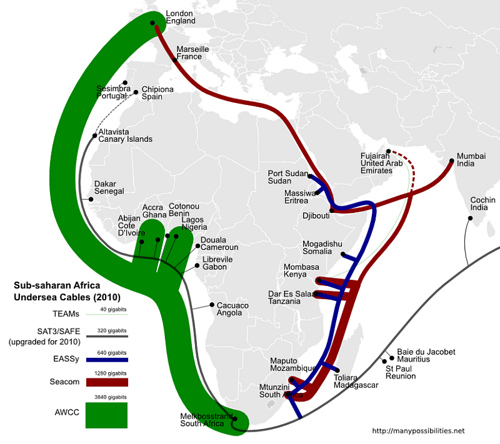 London
England
Marseille
France
Sesimbra
Portugal
Chipiona
Spain
Altavista
Canary Islands
Fujairah
United Arab
Emirates
Mumbai
India
Port Sudan
Sudan
Massiwa
Eritrea
Dakar
Senegal
Accra
Ghana
Cotonou
Benin
Abijan
Cote
D'Ivoire
Lagos
Nigeria
Djibouti
Cochin
India
Douala
Cameroun
Mogadishu
Somalia
Librevile
Gabon
Mombasa
Kenya
Dar Es Sala
Tanzania
Cacuaco
Angola
Sub-saharan Africa
Undersea Cables (2010)
TEAMs
40 gigabits
SAT3/SAFE
(upgraded for 2010)
320 gigabits
EASSy
640 gigabits
Seacom
1280 gigabits
AWCC
3840 gigabits
Baie du Jacobet
Mauritius
St Paul
Reunion
Maputo
Mozambique
Toliara
Madagascar
Mtunzini
South Africa
Melkbosstrand
South Africa
http://manypossibilities.net